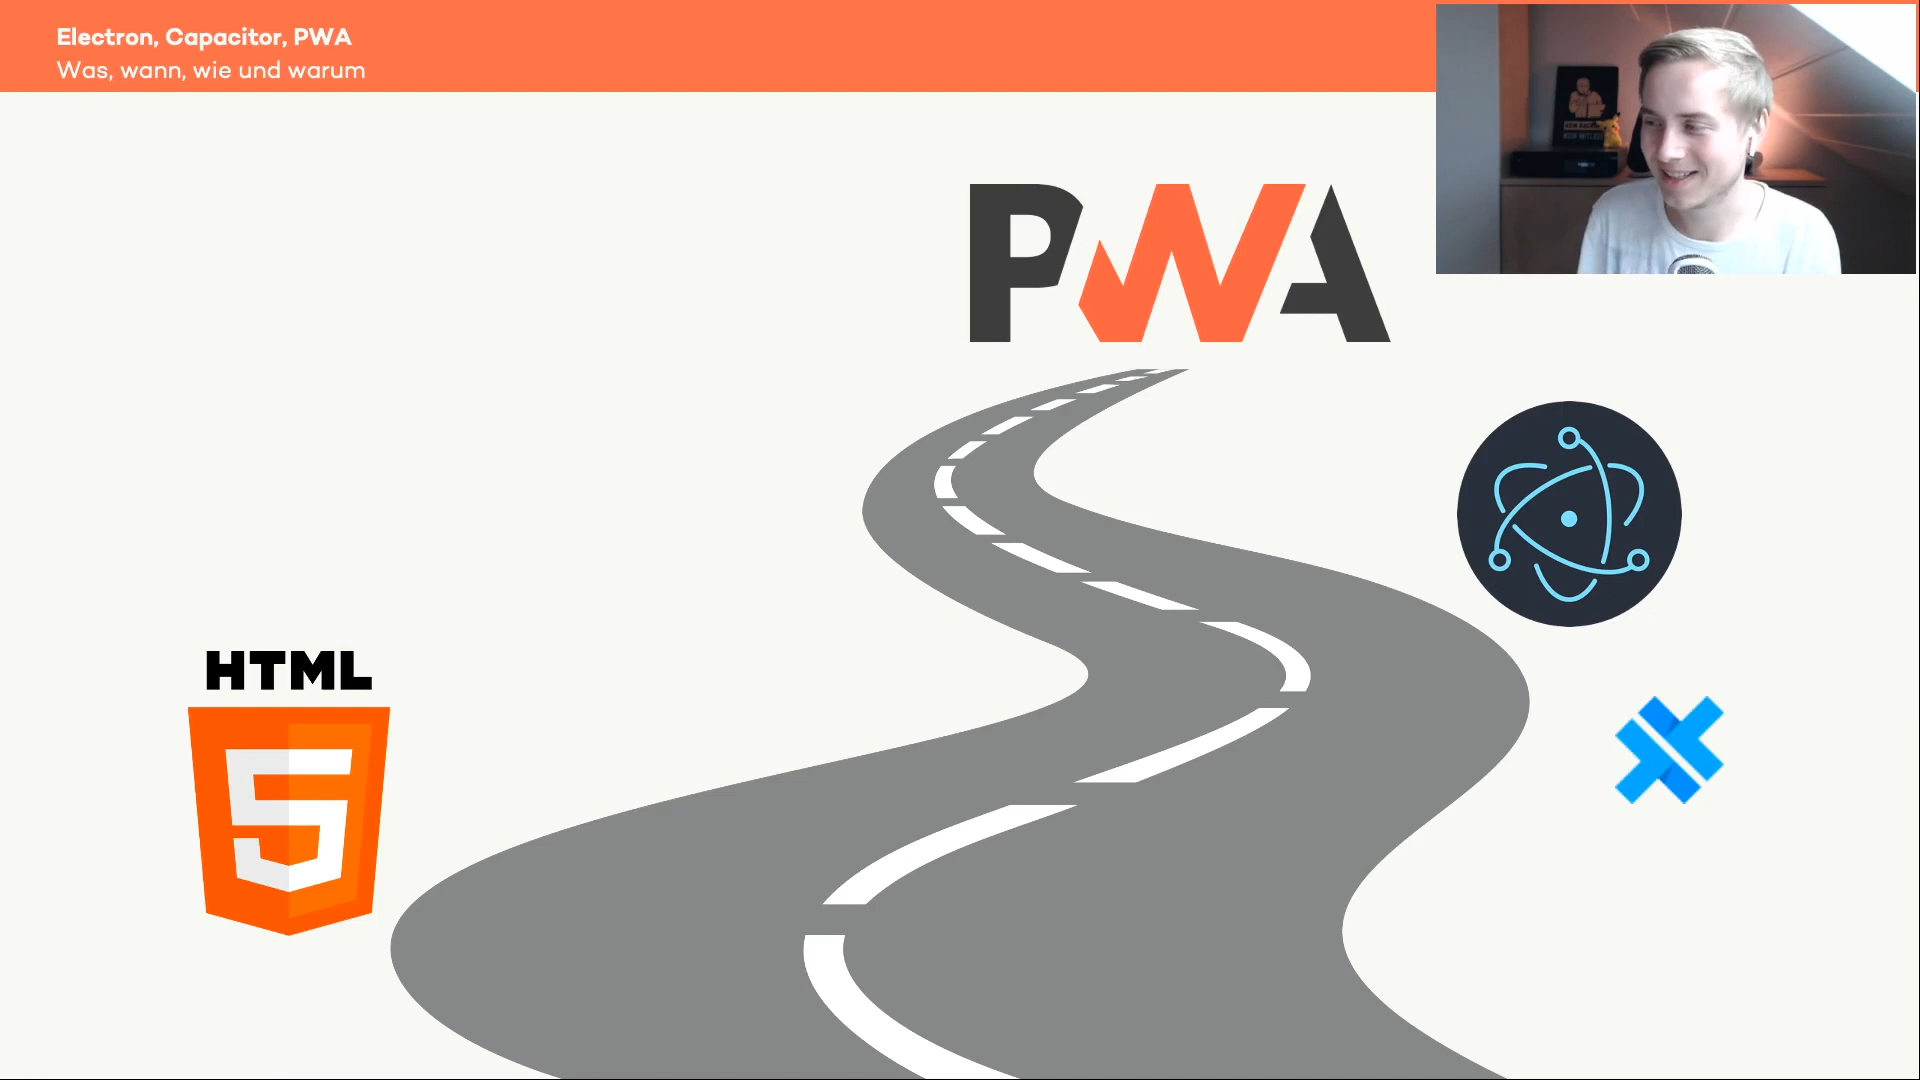 Electron, Capacitor, PWA
Was, wann, wie und warum
PWA
HTML
5